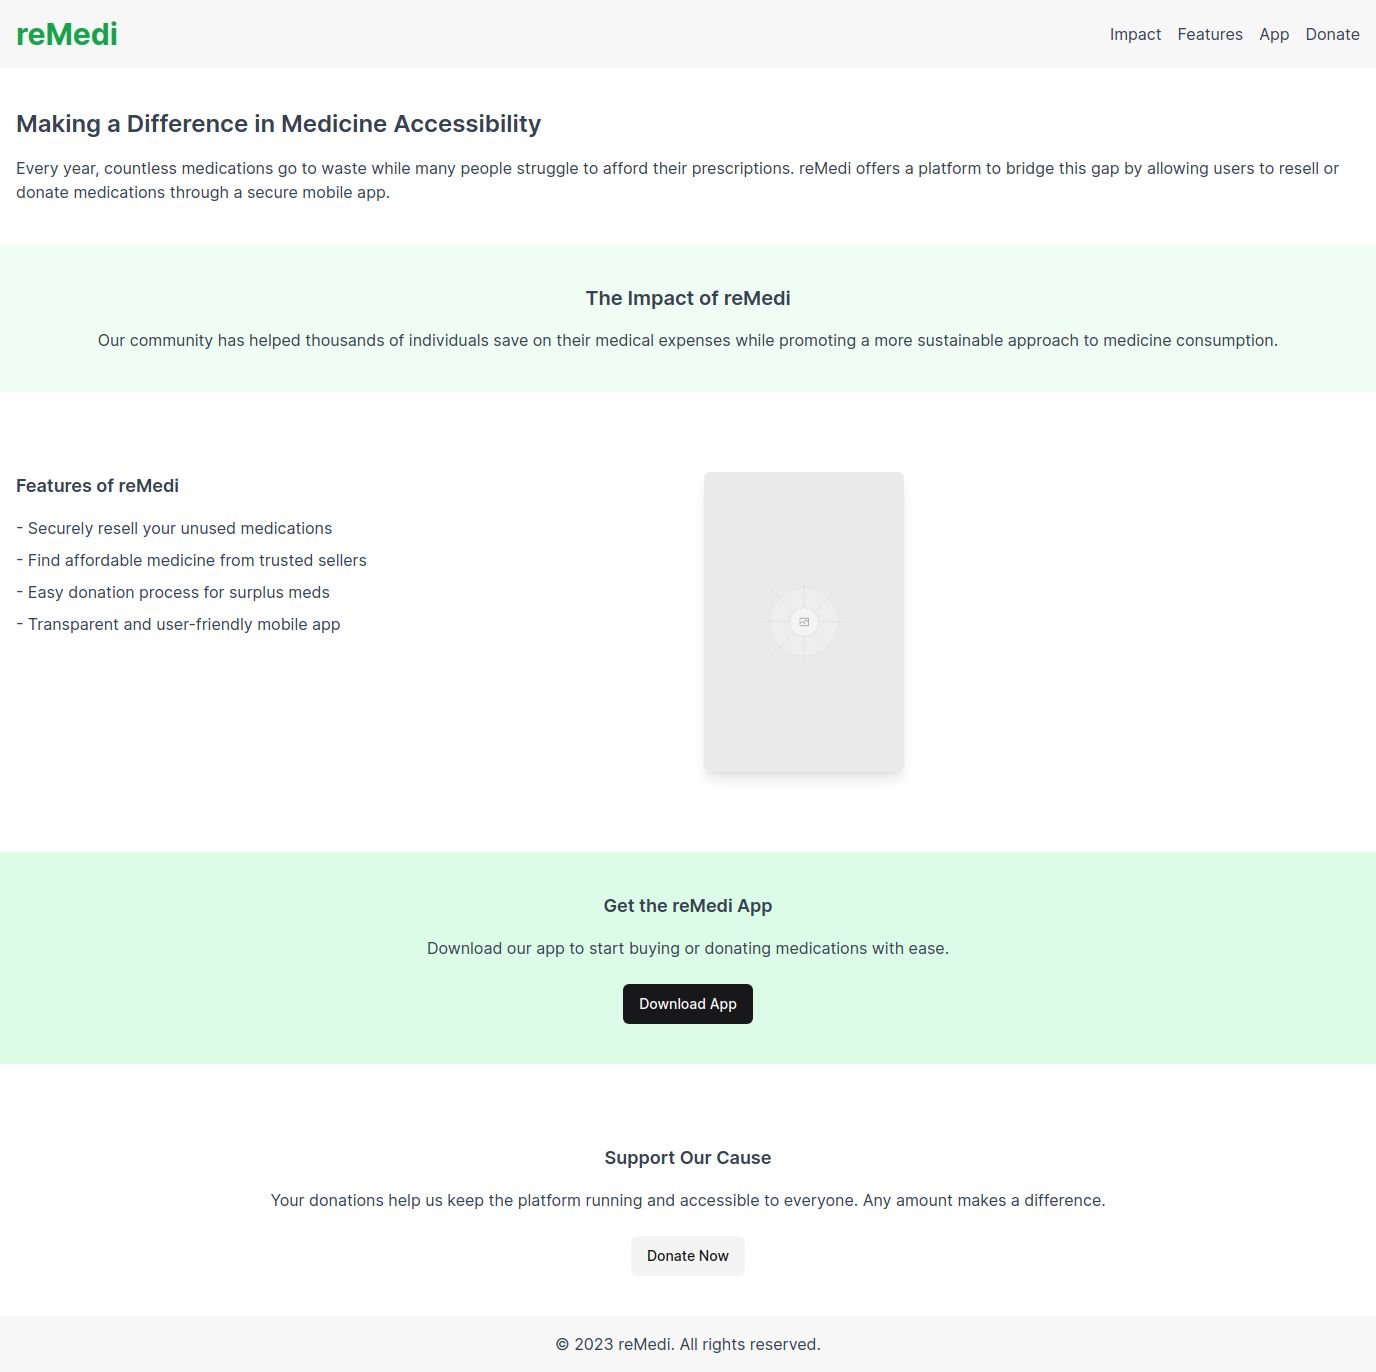 reMedi
Impact Features App Donate
Making a Difference in Medicine Accessibility
Every year, countless medications go to waste while many people struggle to afford their prescriptions. reMedi offers a platform to bridge this gap by allowing users to resell or
donate medications through a secure mobile app.
The Impact of reMedi
Our community has helped thousands of individuals save on their medical expenses while promoting a more sustainable approach to medicine consumption.
Features of reMedi
- Securely resell your unused medications
- Find affordable medicine from trusted sellers
- Easy donation process for surplus meds
- Transparent and user-friendly mobile app
Get the reMedi App
Download our app to start buying or donating medications with ease.
Download App
Support Our Cause
Your donations help us keep the platform running and accessible to everyone. Any amount makes a difference.
Donate Now
© 2023 reMedi. All rights reserved.